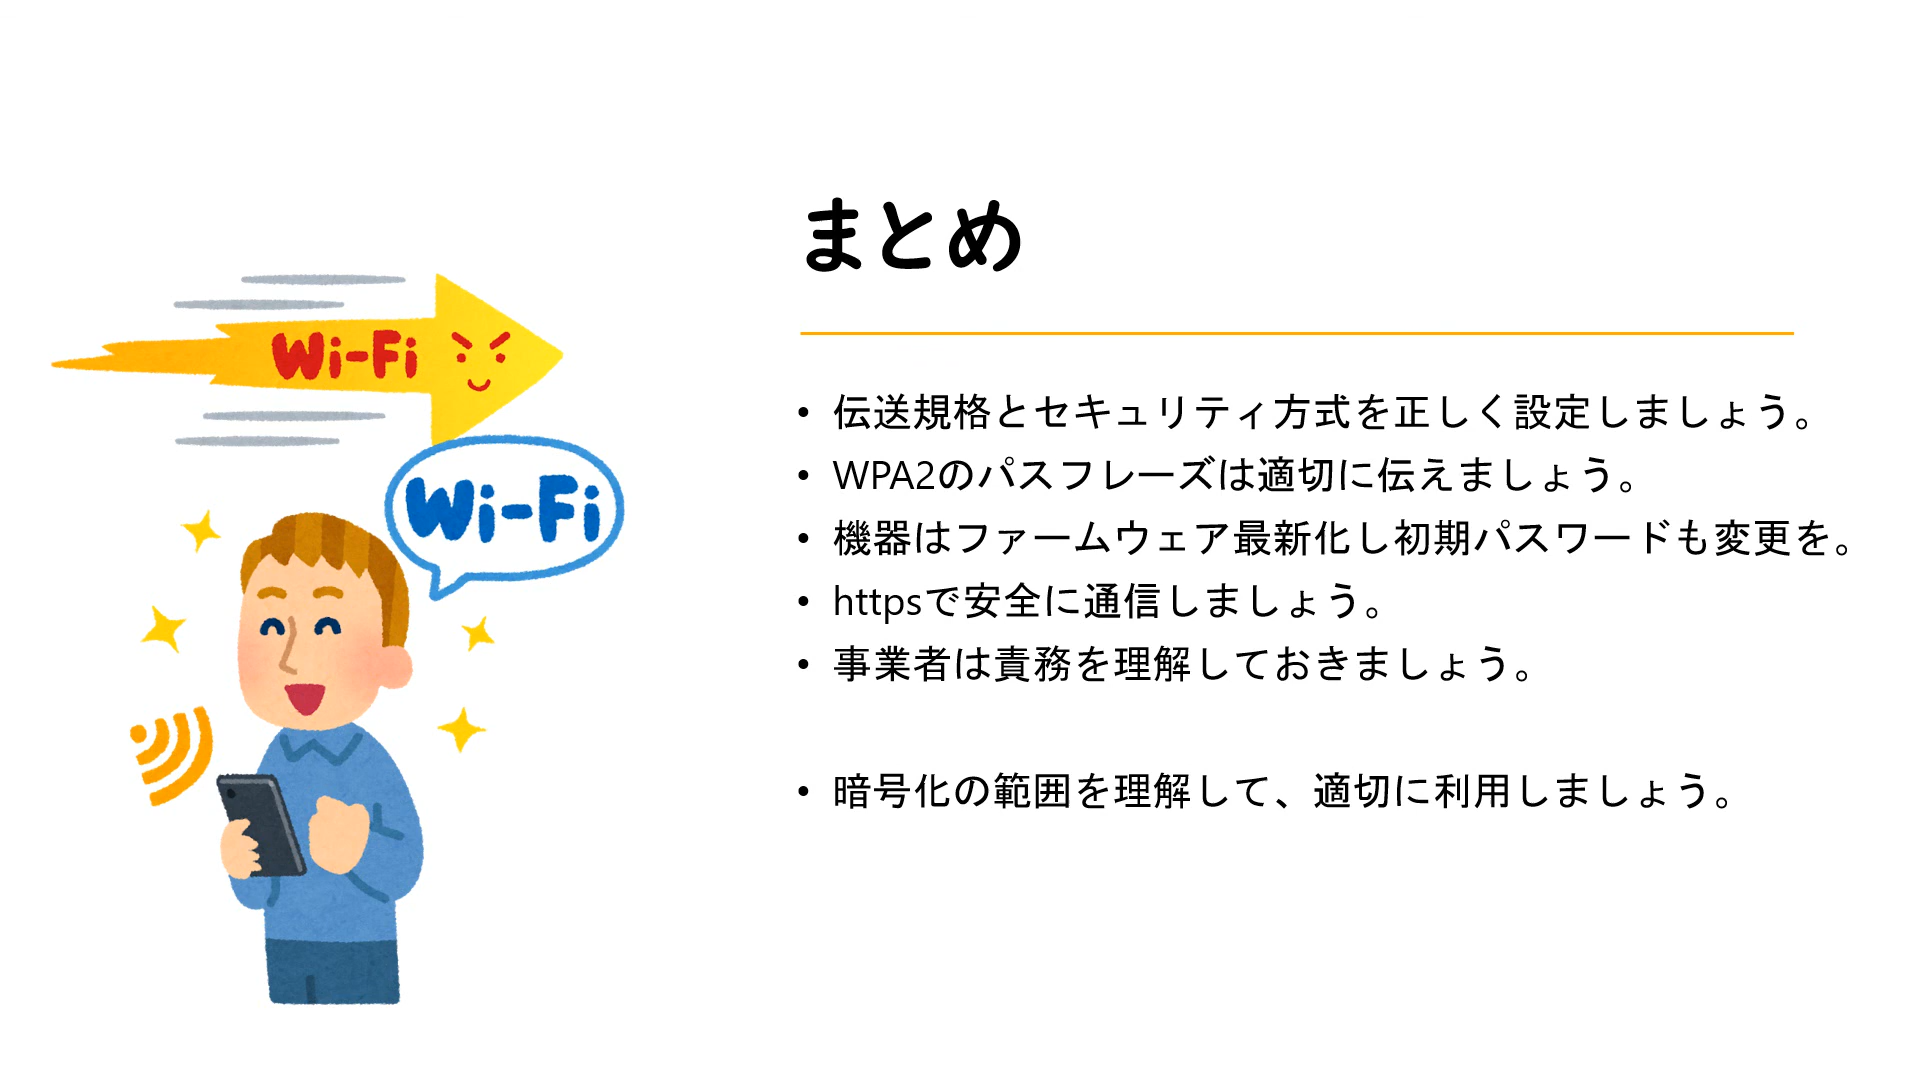 まとめ
Wi-Fi
Wi-Fi
• 伝送規格とセキュリティ方式を正しく設定しましょう。
• WPA2のパスフレーズは適切に伝えましょう。
• 機器はファームウェア最新化し初期パスワードも変更を。
• httpsで安全に通信しましょう。
• 事業者は責務を理解しておきましょう。
• 暗号化の範囲を理解して、適切に利用しましょう。